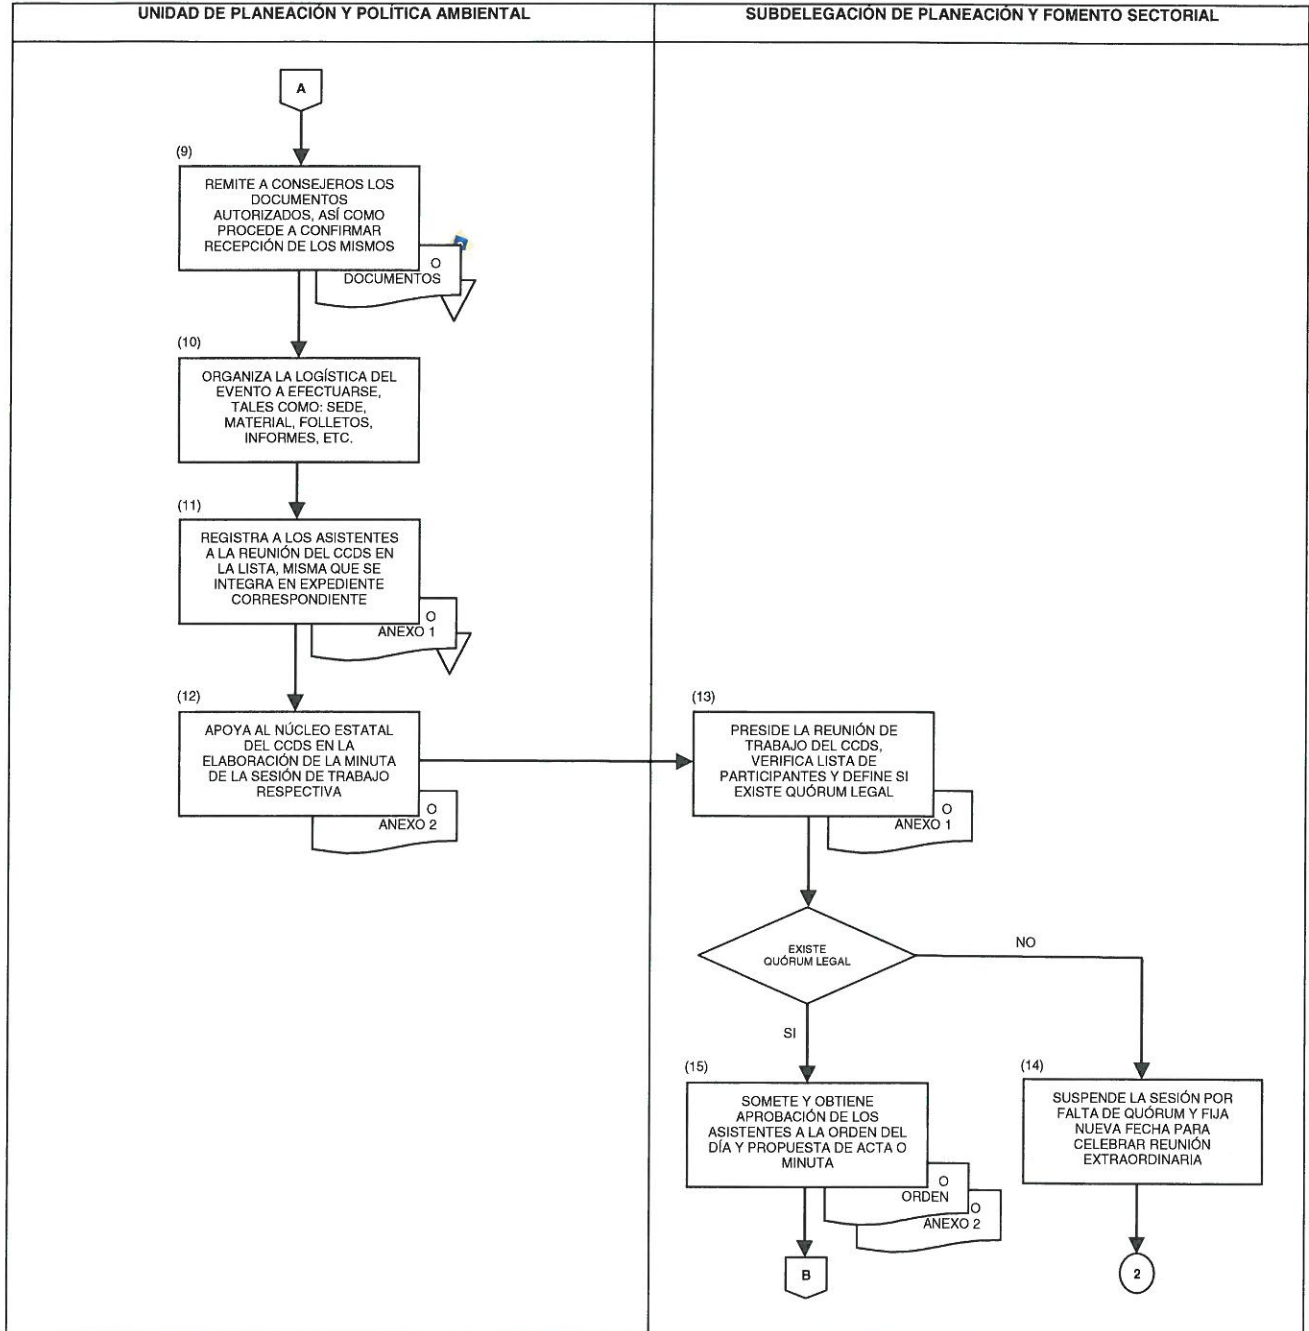 UNIDAD DE PLANEACIÓN Y POLÍTICA AMBIENTAL
SUBDELEGACIÓN DE PLANEACIÓN Y FOMENTO SECTORIAL
A
(9)
REMITE A CONSEJEROS LOS
DOCUMENTOS
AUTORIZADOS, ASÍ COMO
PROCEDE A CONFIRMAR
RECEPCIÓN DE LOS MISMOS
O
DOCUMENTOS
(10)
ORGANIZA LA LOGÍSTICA DEL
EVENTO A EFECTUARSE,
TALES COMO: SEDE,
MATERIAL, FOLLETOS,
INFORMES, ETC.
(11)
REGISTRA A LOS ASISTENTES
A LA REUNIÓN DEL CCDS EN
LA LISTA, MISMA QUE SE
INTEGRA EN EXPEDIENTE
CORRESPONDIENTE
O
ANEXO 1
(12)
APOYA AL NÚCLEO ESTATAL
DEL CCDS EN LA
ELABORACIÓN DE LA MINUTA
DE LA SESIÓN DE TRABAJO
RESPECTIVA
O
ANEXO 2
(13)
PRESIDE LA REUNIÓN DE
TRABAJO DEL CCDS,
VERIFICA LISTA DE
PARTICIPANTES Y DEFINE SI
EXISTE QUÓRUM LEGAL
O
ANEXO 1
EXISTE
QUÓRUM LEGAL
NO
SI
(15)
SOMETE Y OBTIENE
APROBACIÓN DE LOS
ASISTENTES A LA ORDEN DEL
DÍA Y PROPUESTA DE ACTA O
MINUTA
O
ORDEN
O
ANEXO 2
B
(14)
SUSPENDE LA SESIÓN POR
FALTA DE QUÓRUM Y FIJA
NUEVA FECHA PARA
CELEBRAR REUNIÓN
EXTRAORDINARIA
2